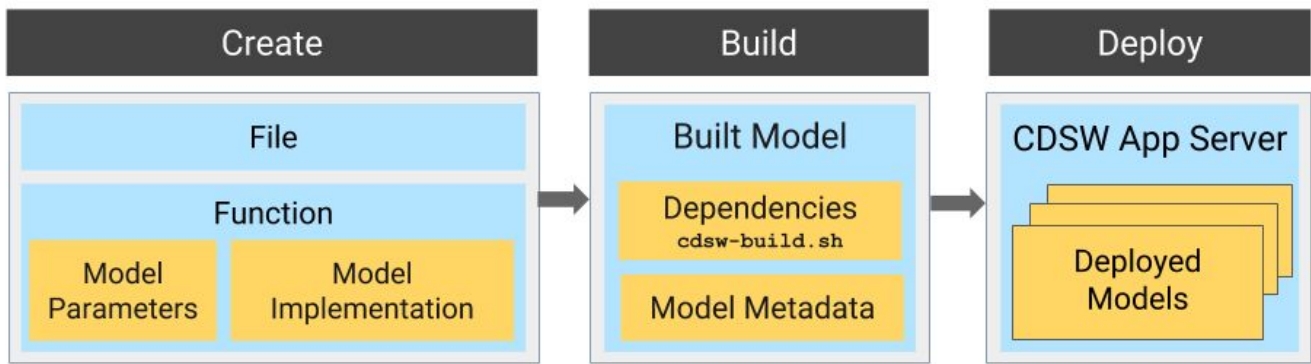 Create
Build
Deploy
File
Function
Model
Parameters
Model
Implementation
Built Model
Dependencies
cdsw-build.sh
Model Metadata
CDSW App Server
Deployed
Models